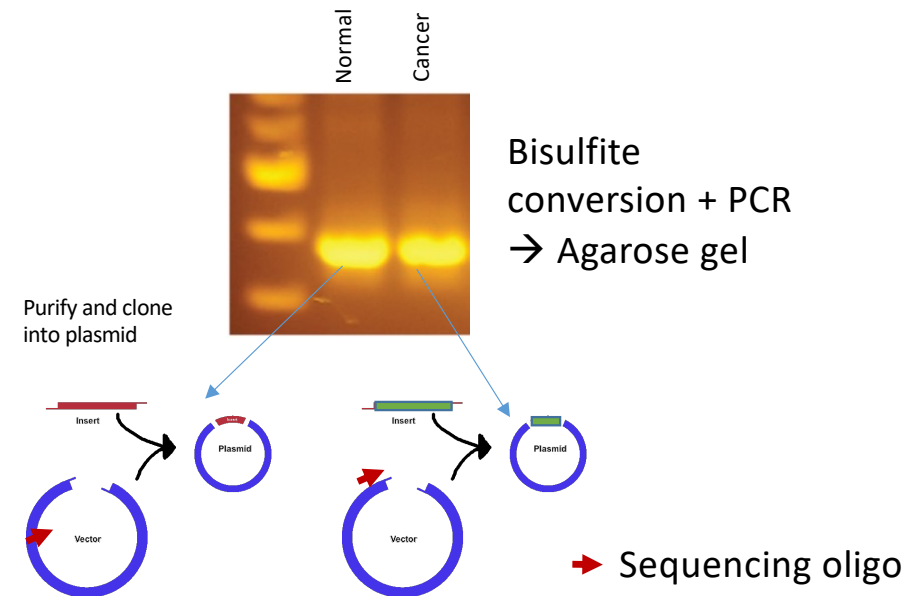 Normal
Cancer
Bisulfite
conversion + PCR
→ Agarose gel
Purify and clone
into plasmid
Insert
Plasmid
Vector
Insert
Plasmid
Vector
Sequencing oligo